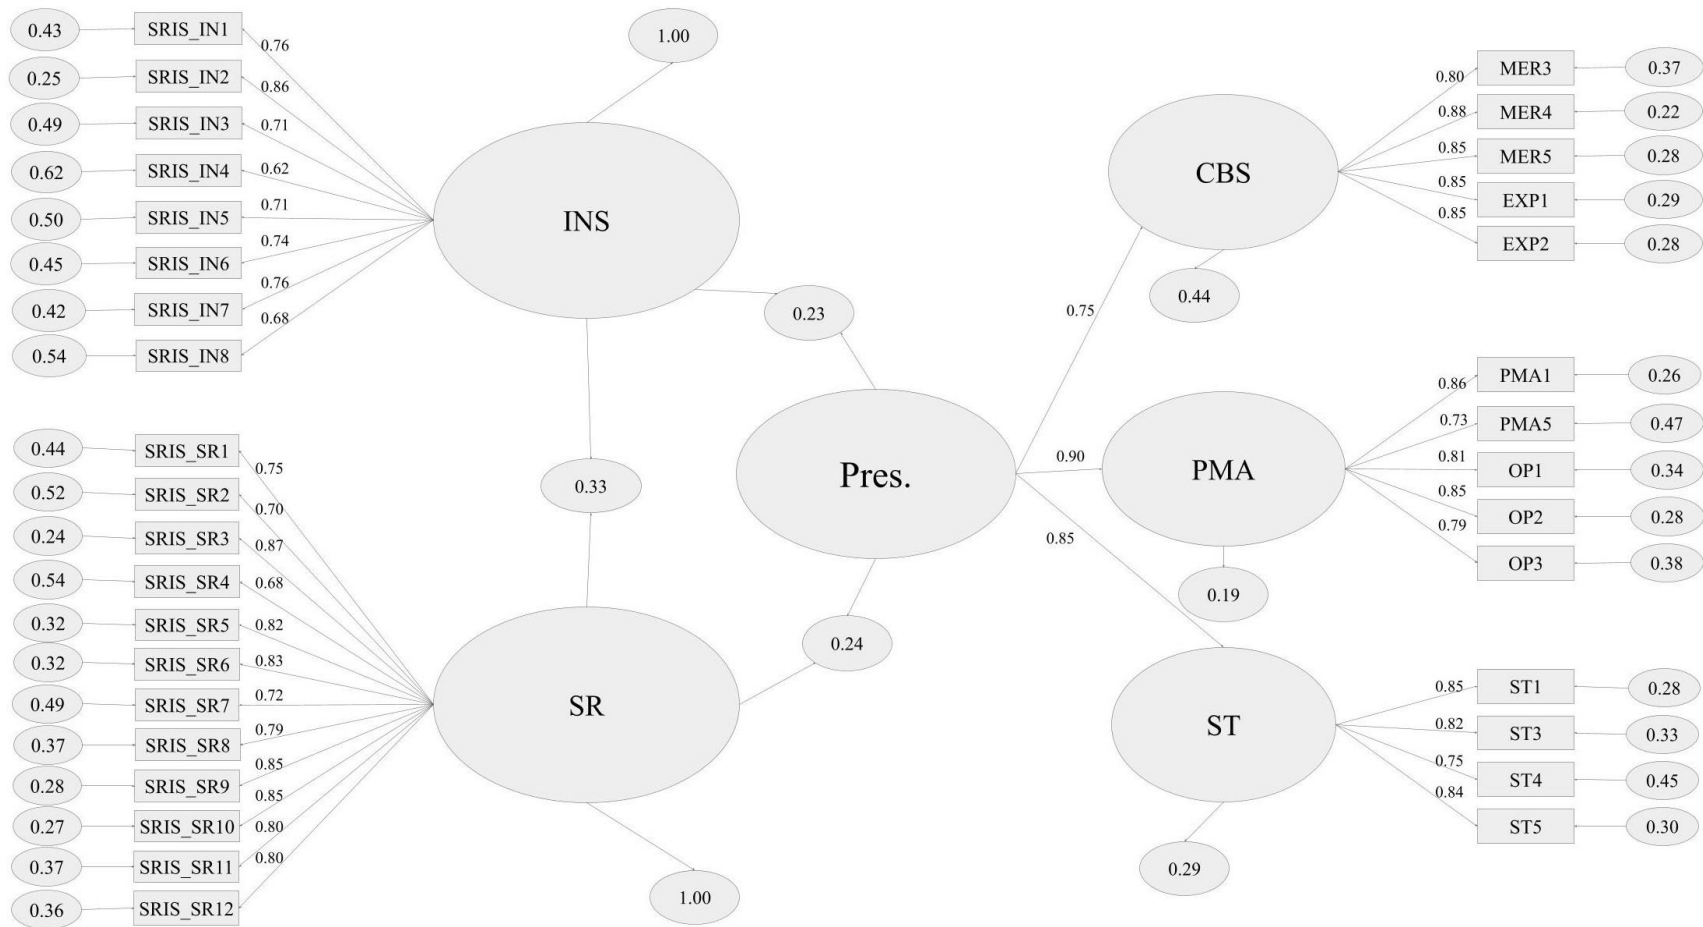 0.43 SRIS_IN1 0.76
0.25 SRIS_IN2 0.86
0.49 SRIS_IN3 0.71
0.62 SRIS_IN4 0.62
0.50 SRIS_IN5 0.71
0.45 SRIS_IN6 0.74
0.42 SRIS_IN7 0.76
0.54 SRIS_IN8 0.68
1.00
INS
0.23
0.33
0.44 SRIS_SR1 0.75
0.52 SRIS_SR2 0.70
0.24 SRIS_SR3 0.87
0.54 SRIS_SR4 0.68
0.32 SRIS_SR5 0.82
0.32 SRIS_SR6 0.83
0.49 SRIS_SR7 0.72
0.37 SRIS_SR8 0.79
0.28 SRIS_SR9 0.85
0.27 SRIS_SR10 0.85
0.37 SRIS_SR11 0.80
0.36 SRIS_SR12 0.80
SR
1.00
0.24
Pres.
0.75
0.90
0.85
CBS
0.44
0.80 MER3 0.37
0.88 MER4 0.22
0.85 MER5 0.28
0.85 EXP1 0.29
0.85 EXP2 0.28
PMA
0.19
0.86 PMA1 0.26
0.73 PMA5 0.47
0.81 OP1 0.34
0.85 OP2 0.28
0.79 OP3 0.38
ST
0.29
0.85 ST1 0.28
0.82 ST3 0.33
0.75 ST4 0.45
0.84 ST5 0.30